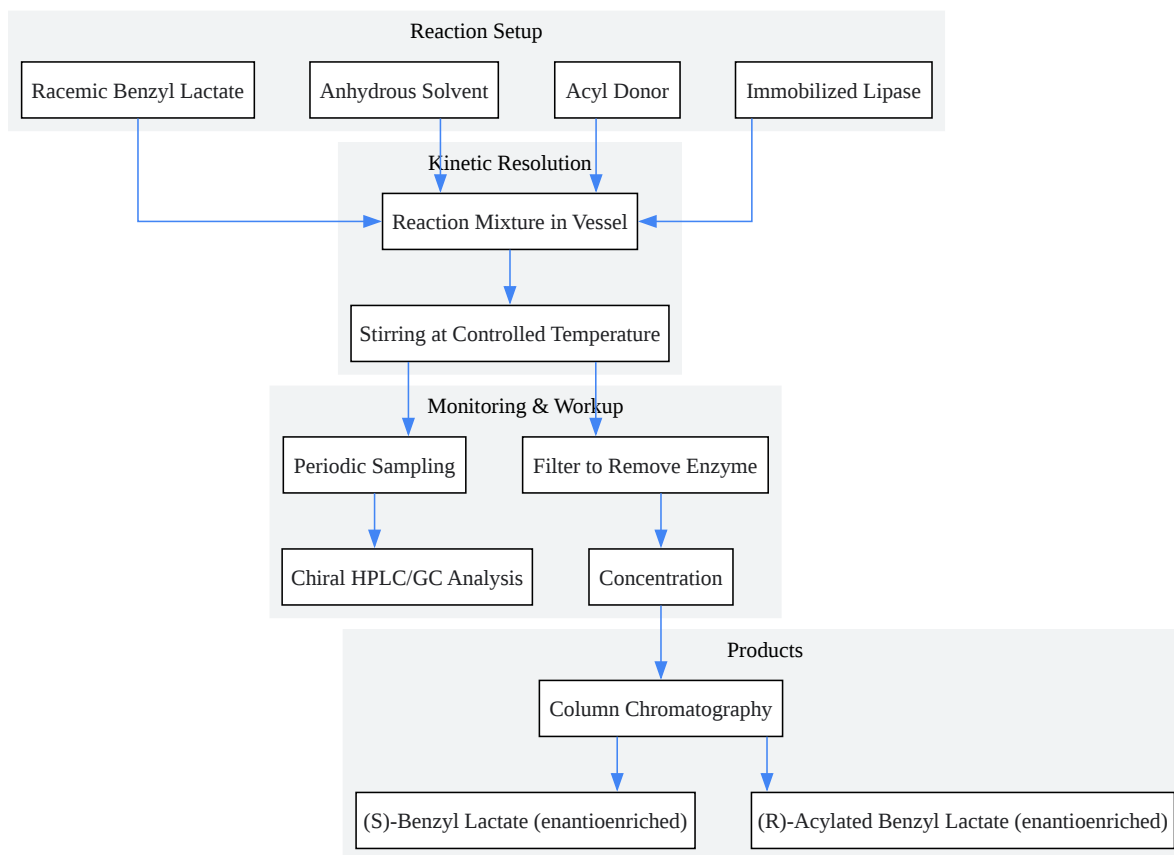 Reaction Setup
Racemic Benzyl Lactate
Anhydrous Solvent
Acyl Donor
Immobilized Lipase
Kinetic Resolution
Reaction Mixture in Vessel
Stirring at Controlled Temperature
Monitoring & Workup
Periodic Sampling
Filter to Remove Enzyme
Chiral HPLC/GC Analysis
Concentration
Products
Column Chromatography
(S)-Benzyl Lactate (enantioenriched)
(R)-Acylated Benzyl Lactate (enantioenriched)